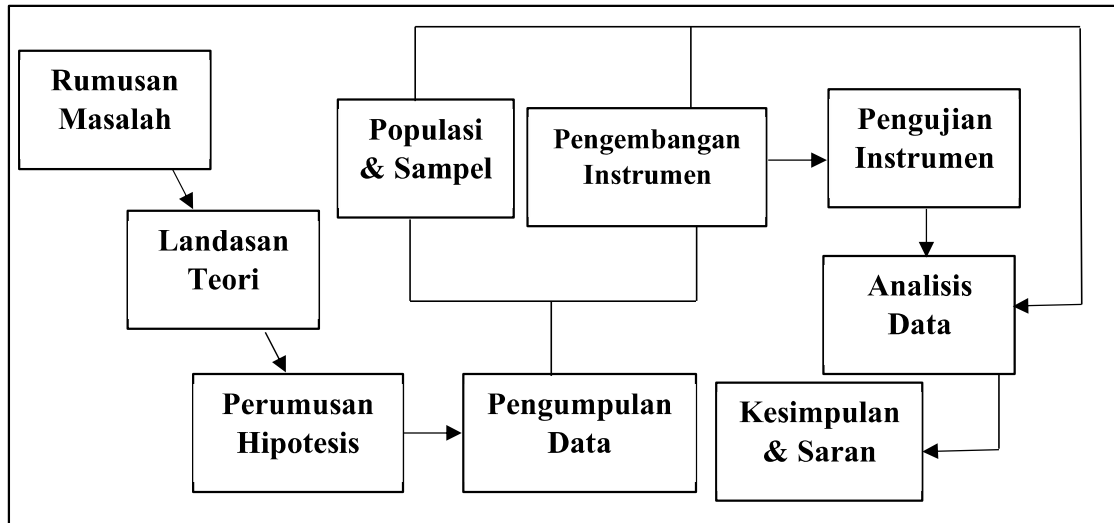 Rumusan
Masalah
Populasi
& Sampel
Pengembangan
Instrumen
Pengujian
Instrumen
Landasan
Teori
Analisis
Data
Perumusan
Hipotesis
Pengumpulan
Data
Kesimpulan
& Saran